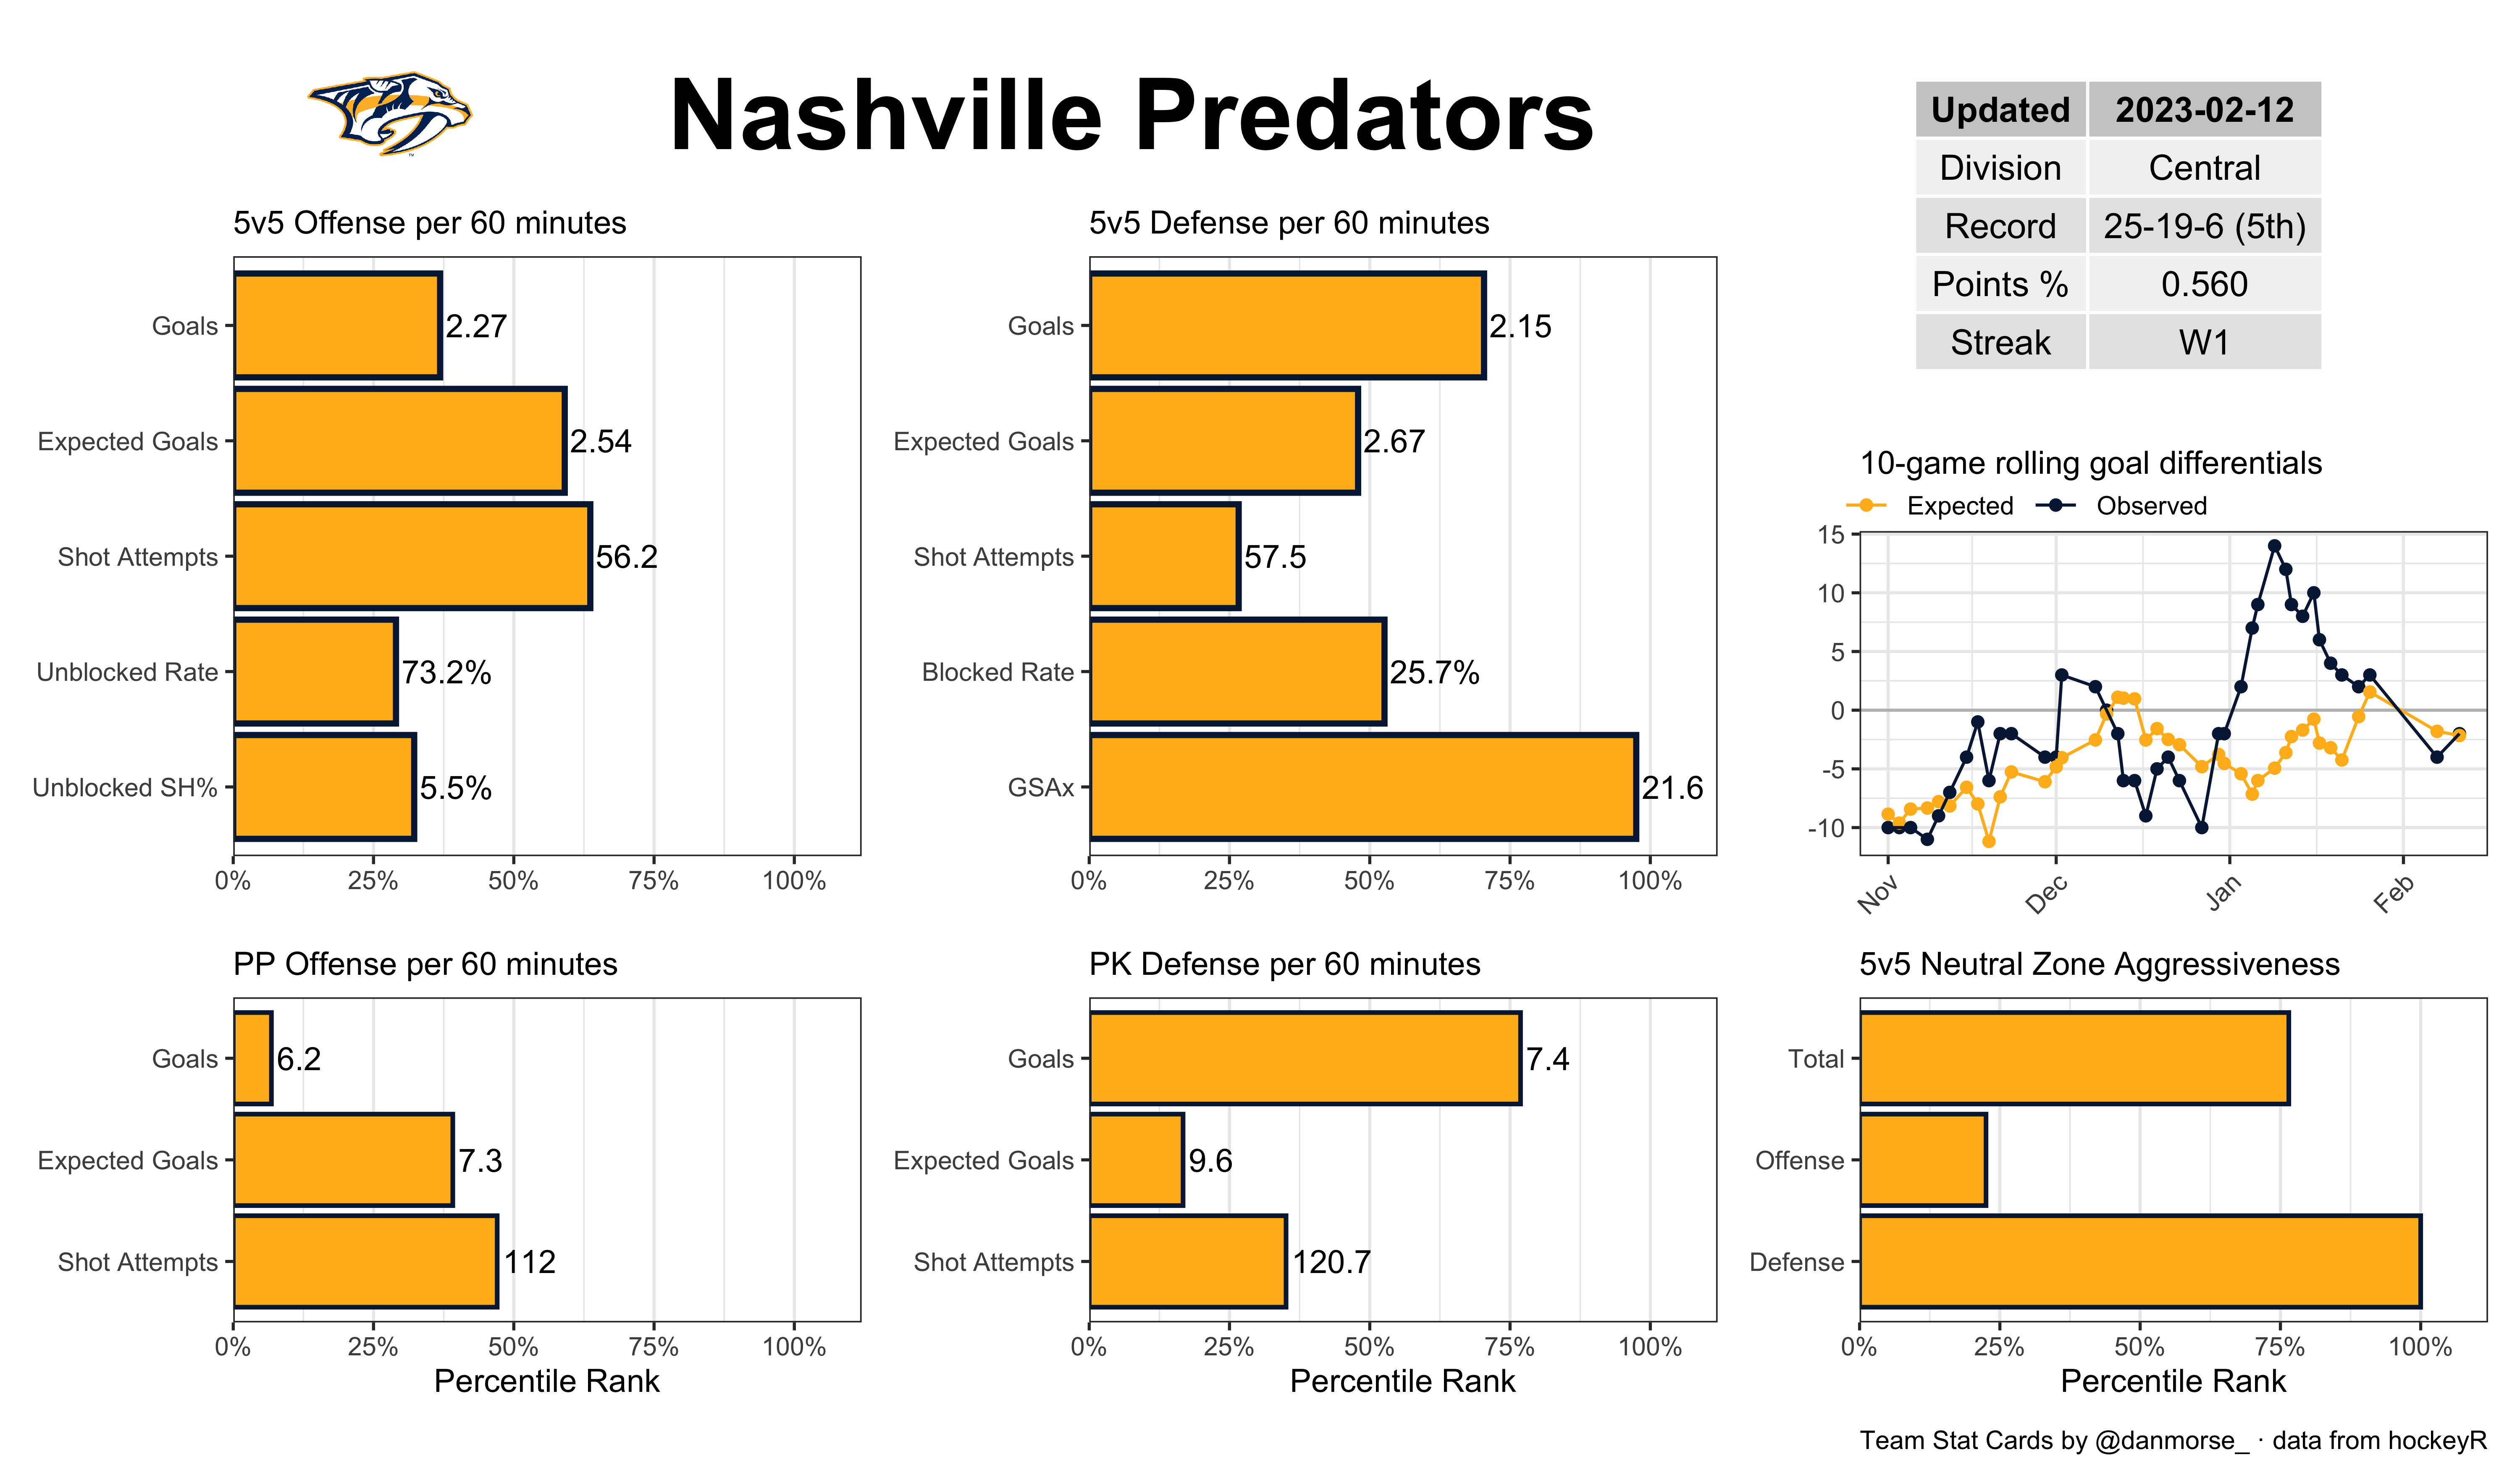 Nashville Predators
Updated 2023-02-12
Division Central
Record 25-19-6 (5th)
Points % 0.560
Streak W1
5v5 Offense per 60 minutes
Goals 2.27
Expected Goals 2.54
Shot Attempts 56.2
Unblocked Rate 73.2%
Unblocked SH% 5.5%
0% 25% 50% 75% 100%
5v5 Defense per 60 minutes
Goals 2.15
Expected Goals 2.67
Shot Attempts 57.5
Blocked Rate 25.7%
GSAx 21.6
0% 25% 50% 75% 100%
10-game rolling goal differentials
Expected Observed
15
10
5
0
-5
-10
Nov Dec Jan Feb
PP Offense per 60 minutes
Goals 6.2
Expected Goals 7.3
Shot Attempts 112
0% 25% 50% 75% 100%
Percentile Rank
PK Defense per 60 minutes
Goals 7.4
Expected Goals 9.6
Shot Attempts 120.7
0% 25% 50% 75% 100%
Percentile Rank
5v5 Neutral Zone Aggressiveness
Total
Offense
Defense
0% 25% 50% 75% 100%
Percentile Rank
Team Stat Cards by @danmorse_ · data from hockeyR